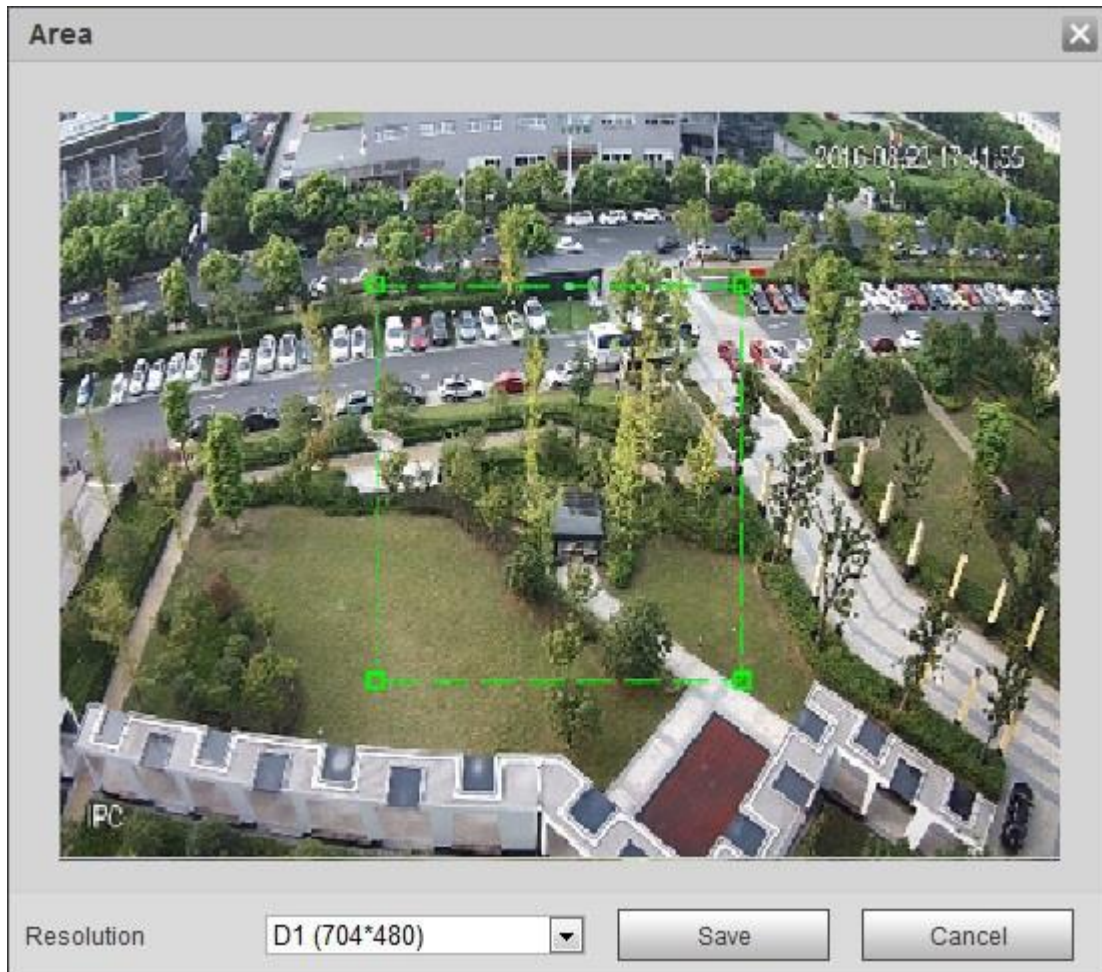 Area
2016-08-23 17:41:55
IPC
Resolution
D1 (704*480)
Save
Cancel